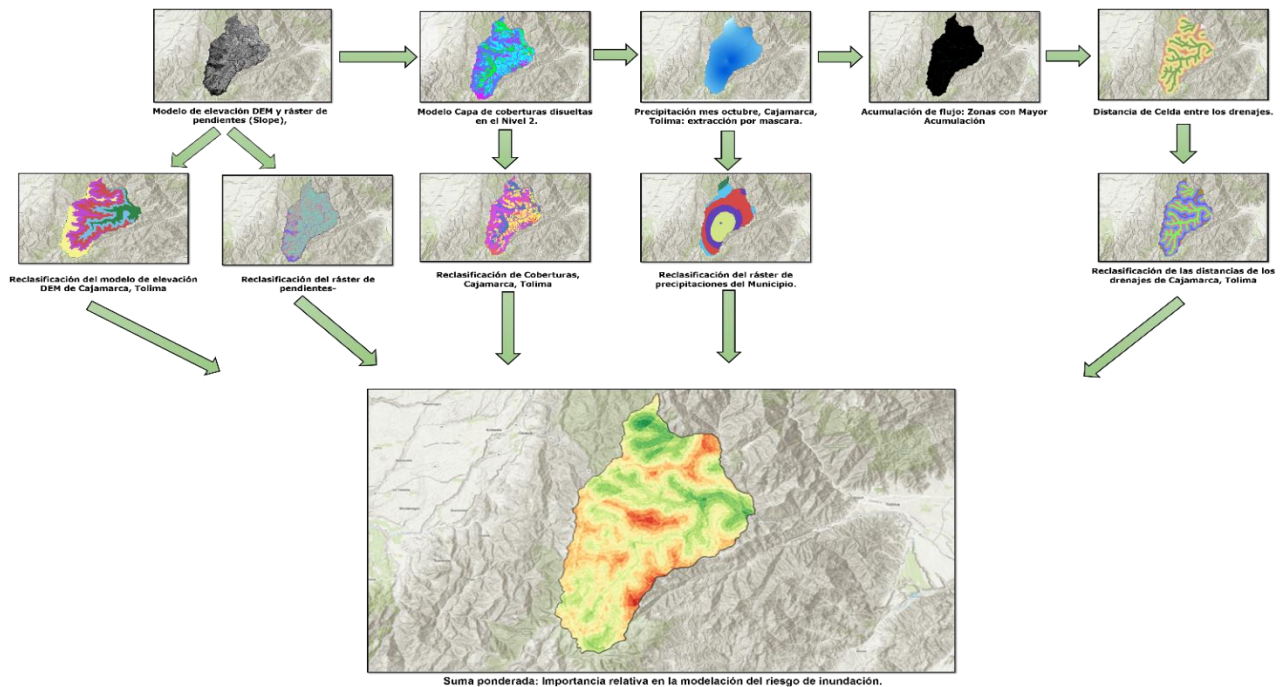 Modelo de elevación DEM y ráster de
pendientes (Slope),
Modelo Capa de coberturas disueltas
en el Nivel 2.
Precipitación mes octubre, Cajamarca,
Tolima: extracción por mascara.
Acumulación de flujo: Zonas con Mayor
Acumulación
Distancia de Celda entre los drenajes.
Reclasificación del modelo de elevación
DEM de Cajamarca, Tolima
Reclasificación del ráster de
pendientes-
Reclasificación de Coberturas,
Cajamarca, Tolima
Reclasificación del ráster de
precipitaciones del Municipio.
Reclasificación de las distancias de los
drenajes de Cajamarca, Tolima
Suma ponderada: Importancia relativa en la modelación del riesgo de inundación.